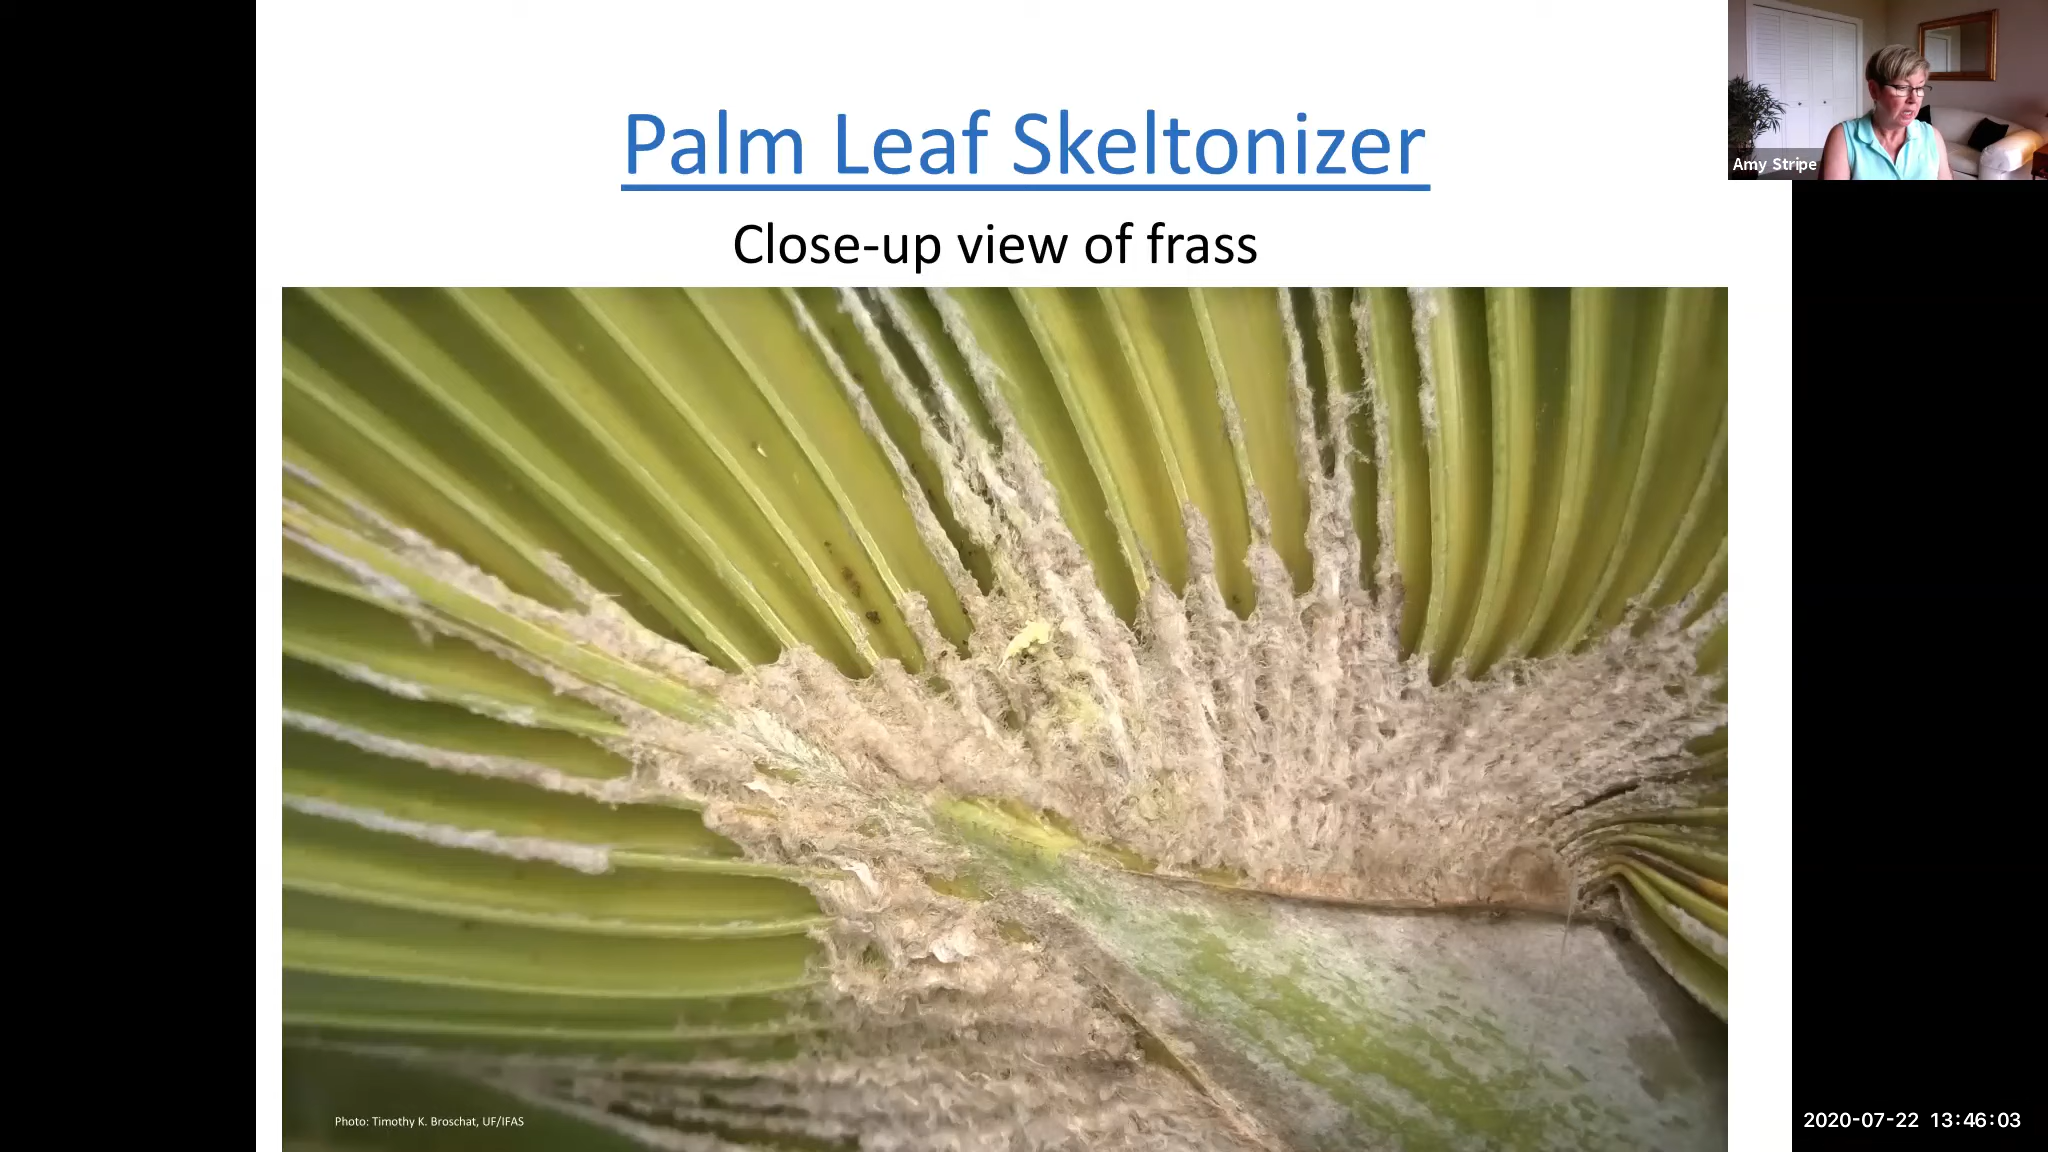 Palm Leaf Skeltonizer
Close-up view of frass
Amy Stripe
Photo: Timothy K. Broschat, UF/IFAS
2020-07-22 13:46:03